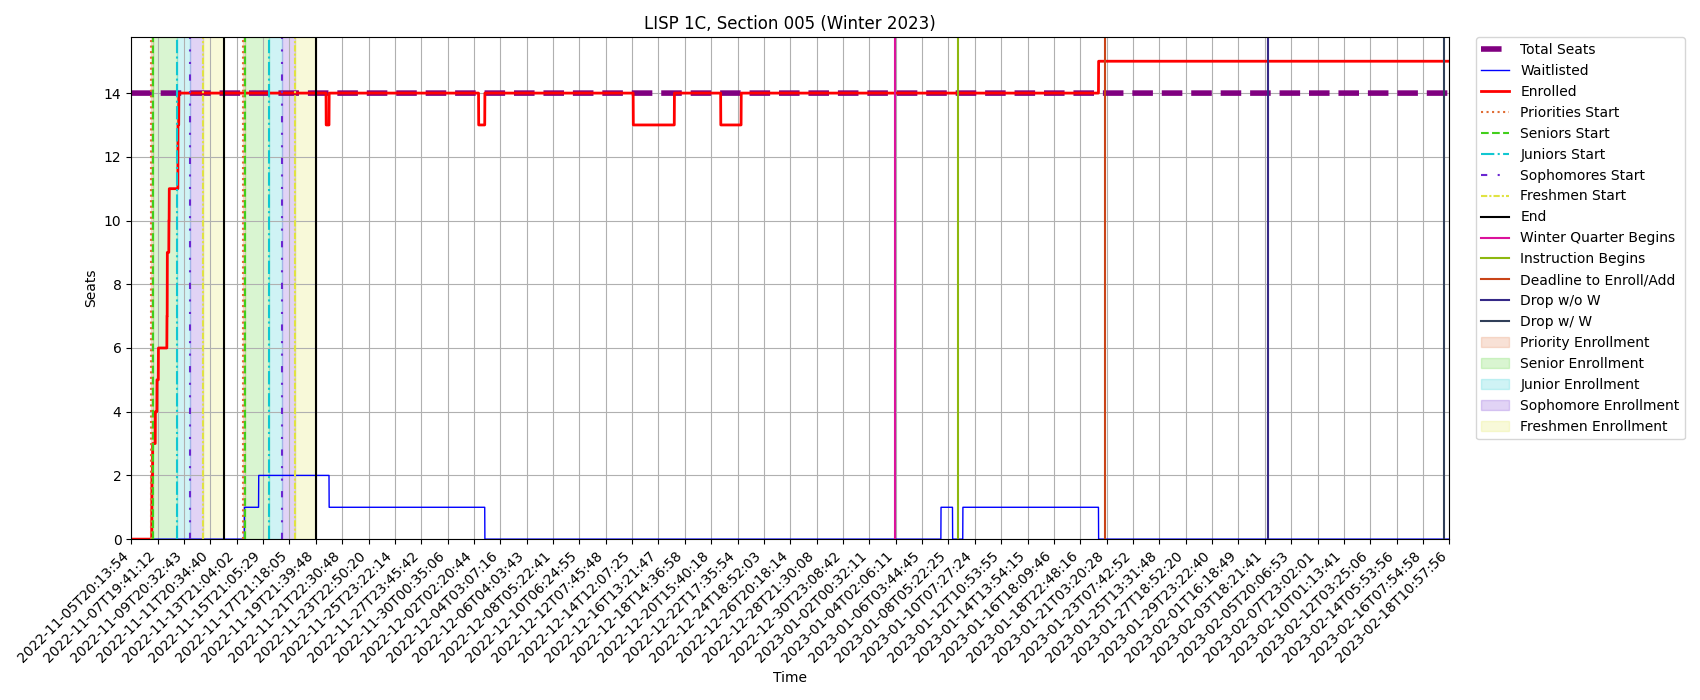 LISP 1C, Section 005 (Winter 2023)
Seats
14
12
10
8
6
4
2
0
2022-11-05T20:13:54
2022-11-07T19:41:12
2022-11-09T20:32:43
2022-11-11T20:34:40
2022-11-13T21:04:02
2022-11-15T21:05:29
2022-11-17T21:18:05
2022-11-19T21:39:48
2022-11-21T22:30:48
2022-11-23T22:50:20
2022-11-25T23:22:14
2022-11-27T23:45:42
2022-11-30T00:35:06
2022-12-02T02:20:44
2022-12-04T03:07:16
2022-12-06T04:03:43
2022-12-08T05:22:41
2022-12-10T06:24:55
2022-12-12T07:45:48
2022-12-14T12:07:25
2022-12-16T13:21:47
2022-12-18T14:36:58
2022-12-20T15:40:18
2022-12-22T17:35:54
2022-12-24T18:52:03
2022-12-26T20:18:14
2022-12-28T21:30:08
2022-12-30T23:08:42
2023-01-02T00:32:11
2023-01-04T02:06:11
2023-01-06T03:44:45
2023-01-08T05:22:25
2023-01-10T07:27:24
2023-01-12T10:53:55
2023-01-14T13:54:15
2023-01-16T18:09:46
2023-01-18T22:48:16
2023-01-21T03:20:28
2023-01-23T07:42:52
2023-01-25T13:31:48
2023-01-27T18:52:20
2023-01-29T23:22:40
2023-02-01T16:18:49
2023-02-03T18:21:41
2023-02-05T20:06:53
2023-02-07T23:02:01
2023-02-10T01:13:41
2023-02-12T03:25:06
2023-02-14T05:53:56
2023-02-16T07:54:58
2023-02-18T10:57:56
Time
Total Seats
Waitlisted
Enrolled
Priorities Start
Seniors Start
Juniors Start
Sophomores Start
Freshmen Start
End
Winter Quarter Begins
Instruction Begins
Deadline to Enroll/Add
Drop w/o W
Drop w/ W
Priority Enrollment
Senior Enrollment
Junior Enrollment
Sophomore Enrollment
Freshmen Enrollment